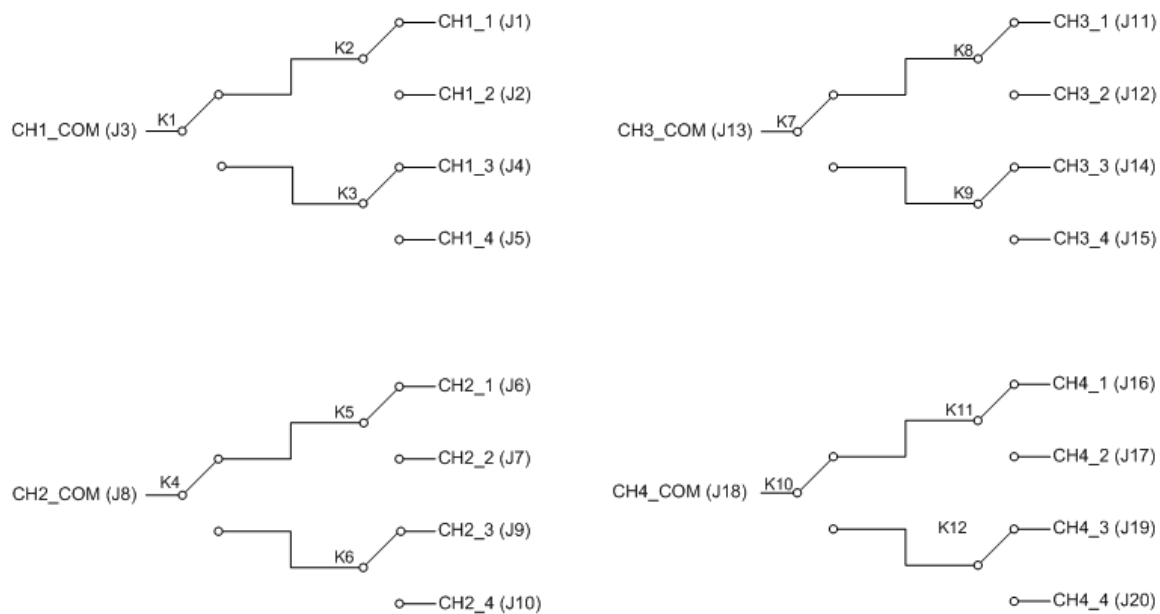 CH1_1 (J1)
K2
CH1_2 (J2)
CH1_COM (J3)
K1
CH1_3 (J4)
K3
CH1_4 (J5)
CH3_1 (J11)
K8
CH3_2 (J12)
CH3_COM (J13)
K7
CH3_3 (J14)
K9
CH3_4 (J15)
CH2_1 (J6)
K5
CH2_2 (J7)
CH2_COM (J8)
K4
CH2_3 (J9)
K6
CH2_4 (J10)
CH4_1 (J16)
K11
CH4_2 (J17)
CH4_COM (J18)
K10
K12
CH4_3 (J19)
CH4_4 (J20)